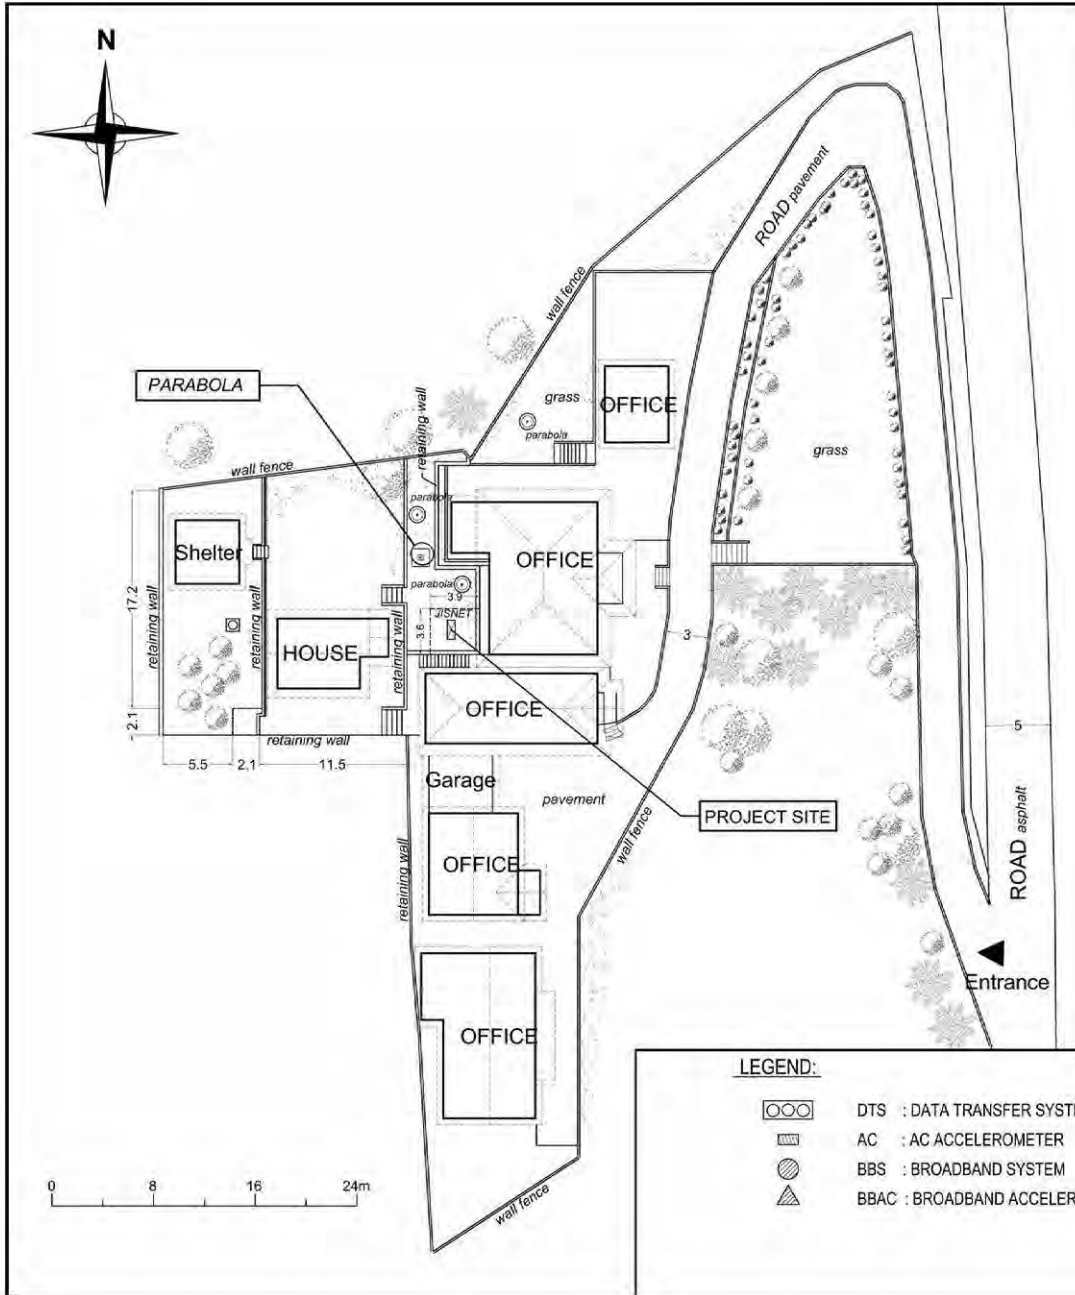 N
ROAD pavement
wall fence
PARABOLA
retaining wall
grass
OFFICE
parabola
wall fence
grass
parabola
Shelter
OFFICE
parabola
3.9
JISNET
17.2
retaining wall
retaining wall
3.6
3
HOUSE
retaining wall
OFFICE
2.1
retaining wall
5
5.5
2.1
11.5
Garage
pavement
PROJECT SITE
wall fence
ROAD asphalt
OFFICE
retaining wall
Entrance
OFFICE
LEGEND:
DTS : DATA TRANSFER SYST
AC : AC ACCELEROMETER
BBS : BROADBAND SYSTEM
BBAC : BROADBAND ACCELER
0 8 16 24m
wall fence